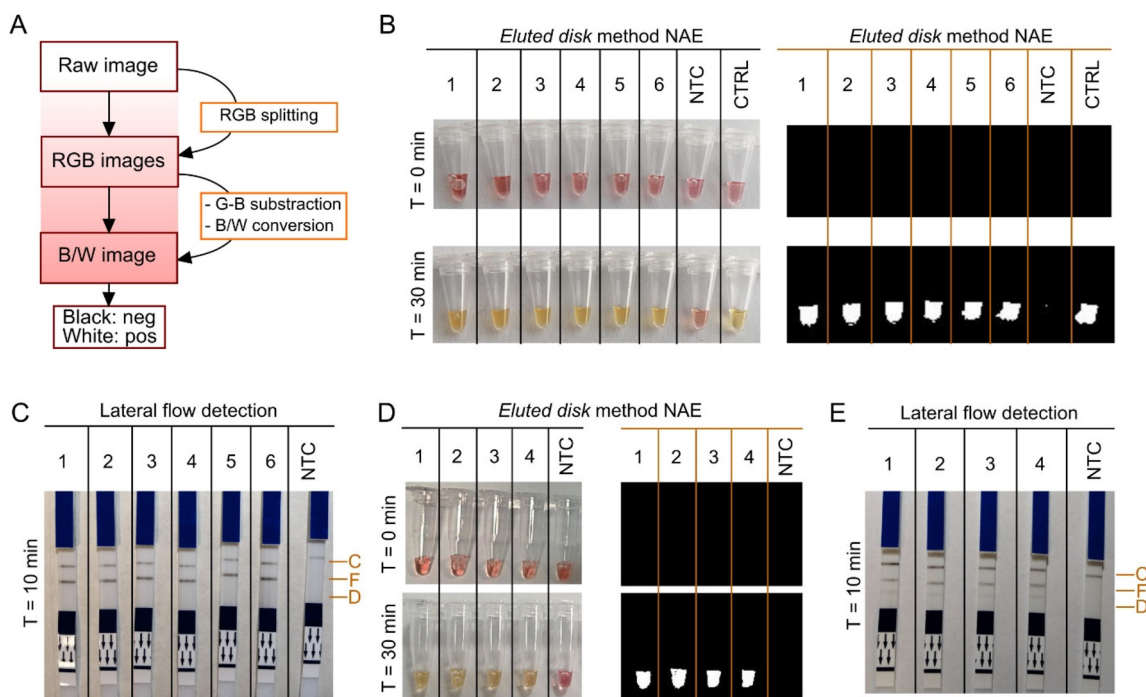 A
Raw image
RGB splitting
RGB images
- G-B substraction
- B/W conversion
B/W image
Black: neg
White: pos
B
Eluted disk method NAE
1 2 3 4 5 6 NTC CTRL
T = 0 min
T = 30 min
Eluted disk method NAE
1 2 3 4 5 6 NTC CTRL
C
Lateral flow detection
1 2 3 4 5 6 NTC
T = 10 min
C
F
D
D
Eluted disk method NAE
1 2 3 4 NTC
1 2 3 4 NTC
T = 0 min
T = 30 min
E
Lateral flow detection
1 2 3 4 NTC
T = 10 min
C
F
D